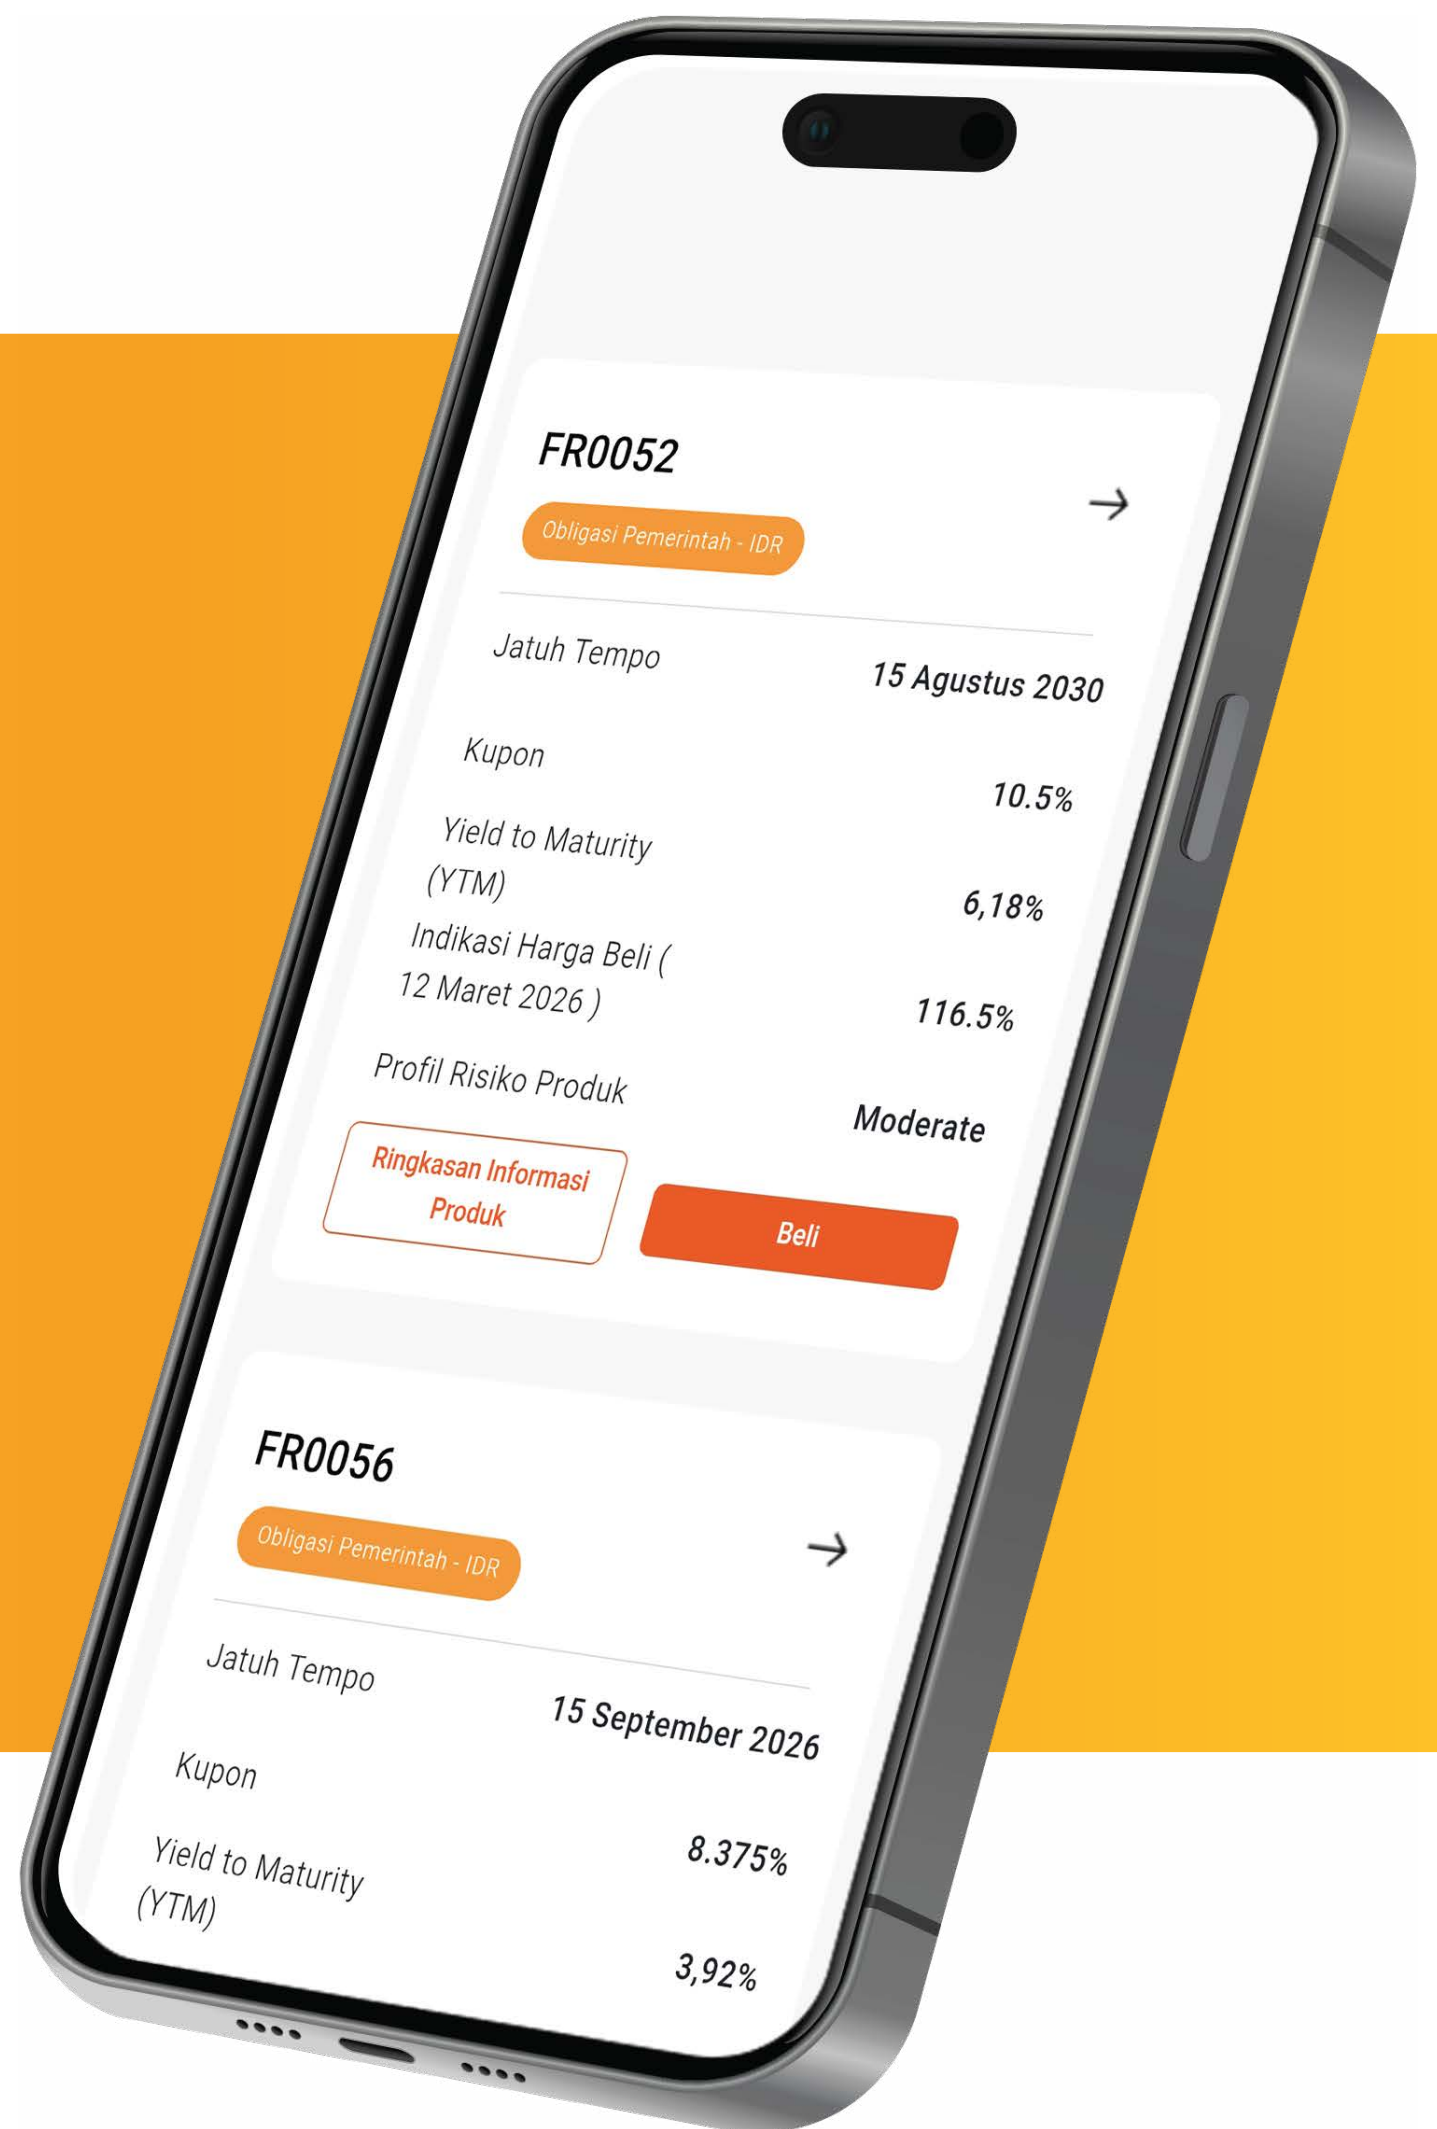 FR0052
Obligasi Pemerintah - IDR
Jatuh Tempo
15 Agustus 2030
Kupon
10.5%
Yield to Maturity
(YTM)
6,18%
Indikasi Harga Beli (
12 Maret 2026 )
116.5%
Profil Risiko Produk
Moderate
Ringkasan Informasi
Produk
Beli
FR0056
Obligasi Pemerintah - IDR
Jatuh Tempo
15 September 2026
Kupon
8.375%
Yield to Maturity
(YTM)
3,92%